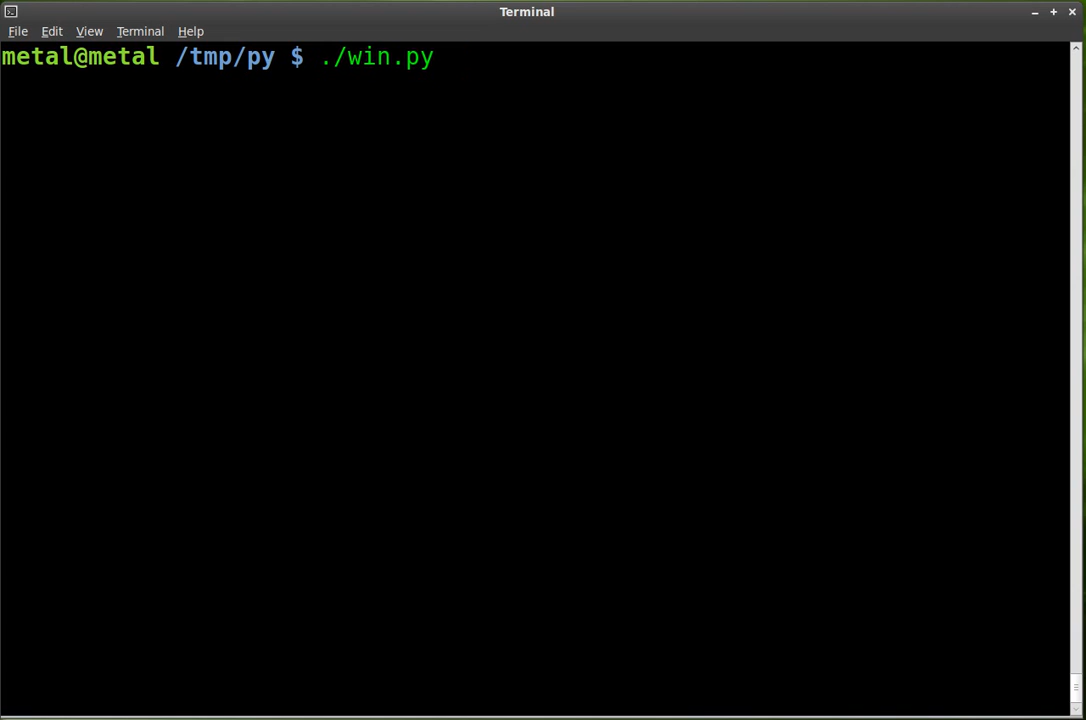 Terminal
File Edit View Terminal Help
metal@metal /tmp/py $ ./win.py